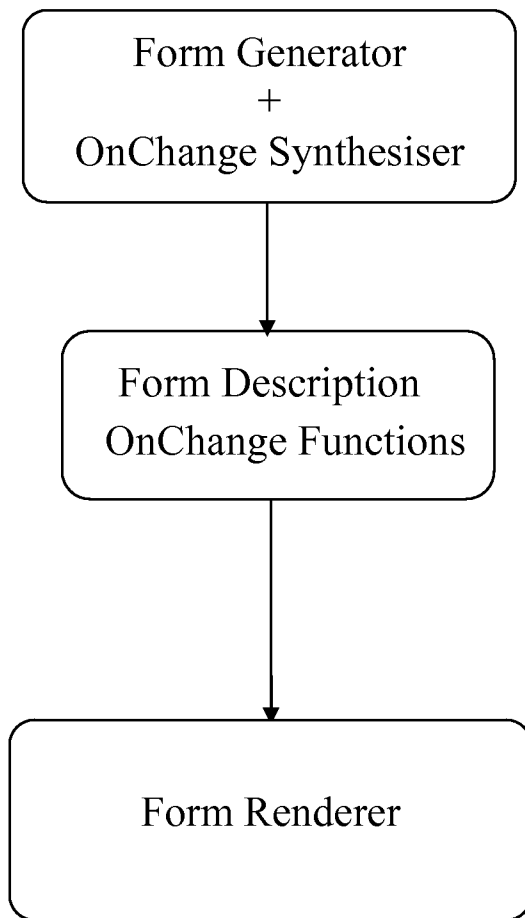 Form Generator
+
OnChange Synthesiser
Form Description
OnChange Functions
Form Renderer